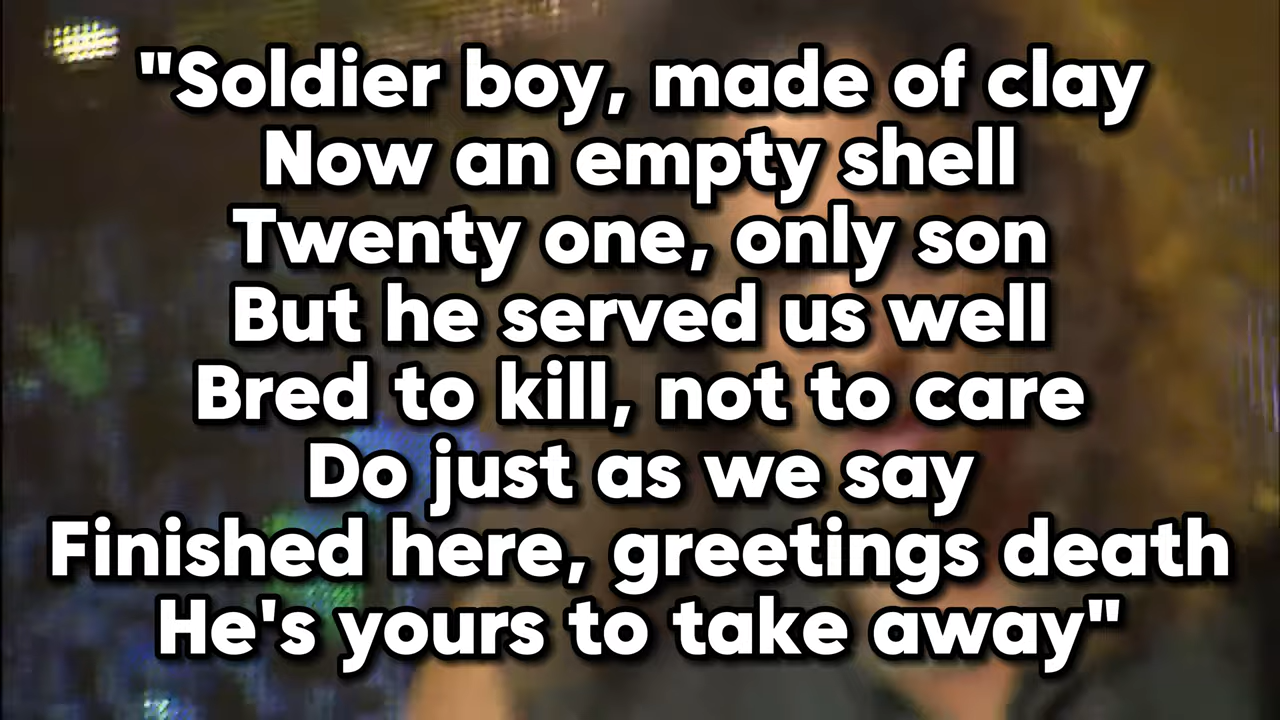 "Soldier boy, made of clay
Now an empty shell
Twenty one, only son
But he served us well
Bred to kill, not to care
Do just as we say
Finished here, greetings death
He's yours to take away"